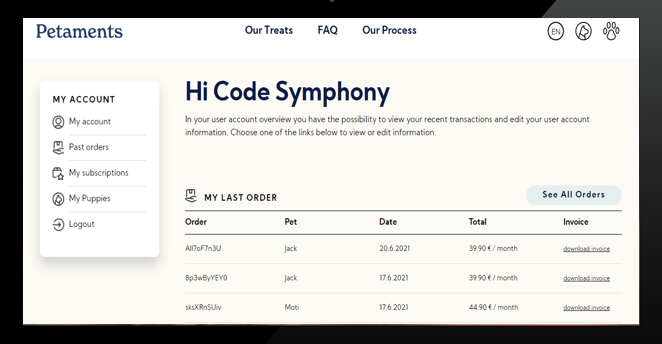 Petaments
Our Treats FAQ Our Process
EN
MY ACCOUNT
My account
Past orders
My subscriptions
My Puppies
Logout
Hi Code Symphony
In your user account overview you have the possibility to view your recent transactions and edit your user account
information. Choose one of the links below to view or edit information.
MY LAST ORDER
See All Orders
Order Pet Date Total Invoice
All7oF7n3U Jack 20.6.2021 39.90 € / month download invoice
8p3wByYEY0 Jack 17.6.2021 39.90 € / month download invoice
sksXRnSUiv Moti 17.6.2021 44.90 € / month download invoice